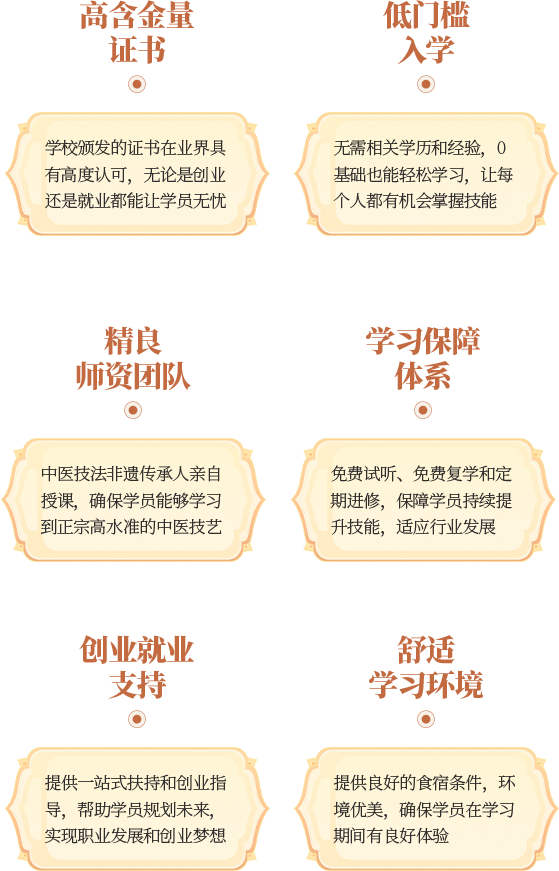 高含金量
证书
学校颁发的证书在业界具
有高度认可，无论是创业
还是就业都能让学员无忧
低门槛
入学
无需相关学历和经验，0
基础也能轻松学习，让每
个人都有机会掌握技能
精良
师资团队
中医技法非遗传承人亲自
授课，确保学员能够学习
到正宗高水准的中医技艺
学习保障
体系
免费试听、免费复学和定
期进修，保障学员持续提
升技能，适应行业发展
创业就业
支持
提供一站式扶持和创业指
导，帮助学员规划未来，
实现职业发展和创业梦想
舒适
学习环境
提供良好的食宿条件，环
境优美，确保学员在学习
期间有良好体验